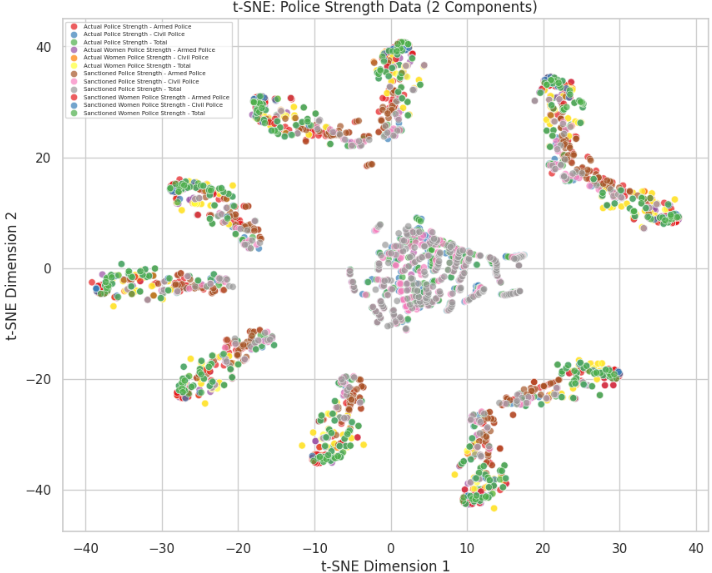 t-SNE: Police Strength Data (2 Components)
Actual Police Strength - Armed Police
Actual Police Strength - Civil Police
Actual Police Strength - Total
Actual Women Police Strength - Armed Police
Actual Women Police Strength - Civil Police
Actual Women Police Strength - Total
Sanctioned Police Strength - Armed Police
Sanctioned Police Strength - Civil Police
Sanctioned Police Strength - Total
Sanctioned Women Police Strength - Armed Police
Sanctioned Women Police Strength - Civil Police
Sanctioned Women Police Strength - Total
40
20
0
−20
−40
t-SNE Dimension 2
−40 −30 −20 −10 0 10 20 30 40
t-SNE Dimension 1